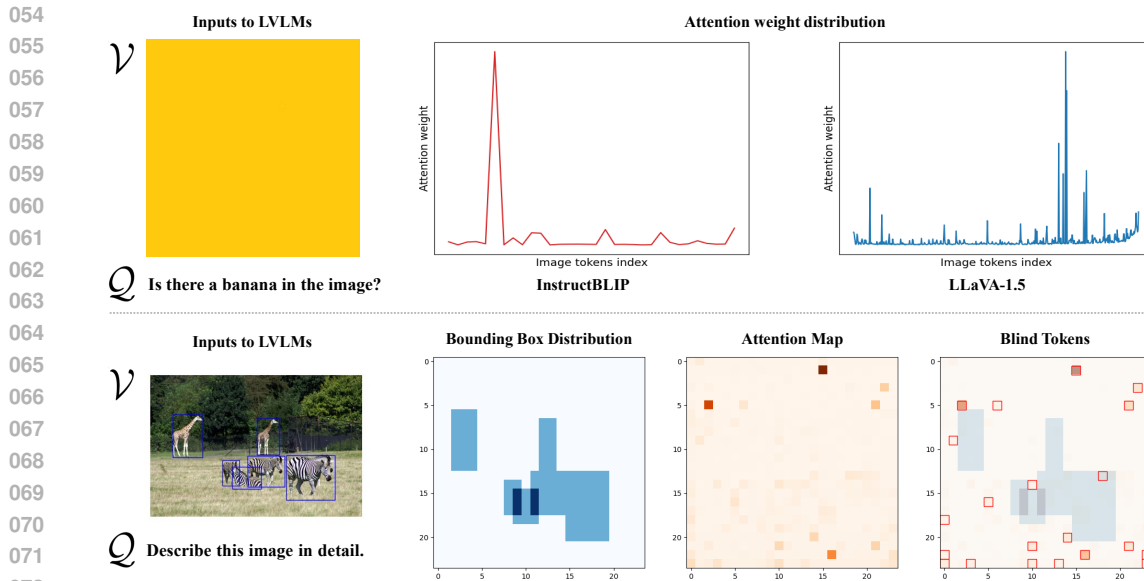 054
055
056
057
058
059
060
061
062
063
064
065
066
067
068
069
070
071
Inputs to LVLMs
Attention weight distribution
𝒱
Attention weight
Image tokens index
Attention weight
Image tokens index
𝒬 Is there a banana in the image?
InstructBLIP
LLaVA-1.5
Inputs to LVLMs
𝒱
𝒬 Describe this image in detail.
Bounding Box Distribution
0
5
10
15
20
0 5 10 15 20
Attention Map
0
5
10
15
20
0 5 10 15 20
Blind Tokens
0
5
10
15
20
0 5 10 15 20